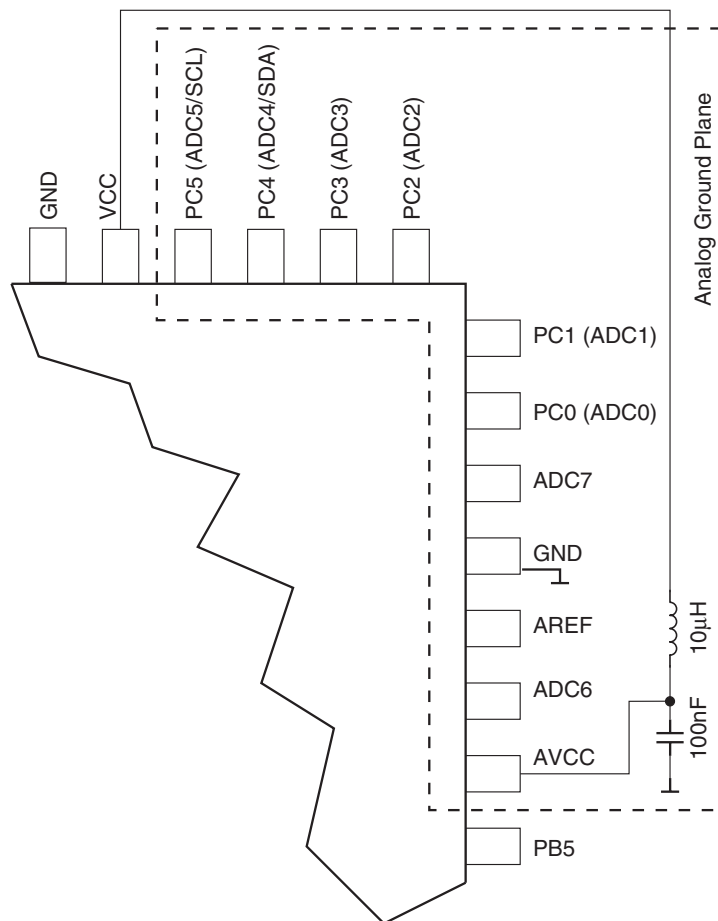 GND
VCC
PC5 (ADC5/SCL)
PC4 (ADC4/SDA)
PC3 (ADC3)
PC2 (ADC2)
Analog Ground Plane
PC1 (ADC1)
PC0 (ADC0)
ADC7
GND
AREF
10µH
ADC6
100nF
AVCC
PB5